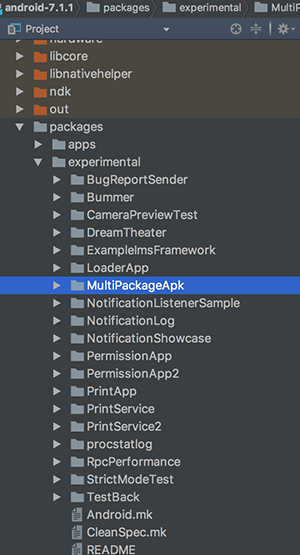 android-7.1.1 packages experimental MultiP
Project
hardware
libcore
libnativehelper
ndk
out
packages
apps
experimental
BugReportSender
Bummer
CameraPreviewTest
DreamTheater
ExampleImsFramework
LoaderApp
MultiPackageApk
NotificationListenerSample
NotificationLog
NotificationShowcase
PermissionApp
PermissionApp2
PrintApp
PrintService
PrintService2
procstatlog
RpcPerformance
StrictModeTest
TestBack
Android.mk
CleanSpec.mk
README